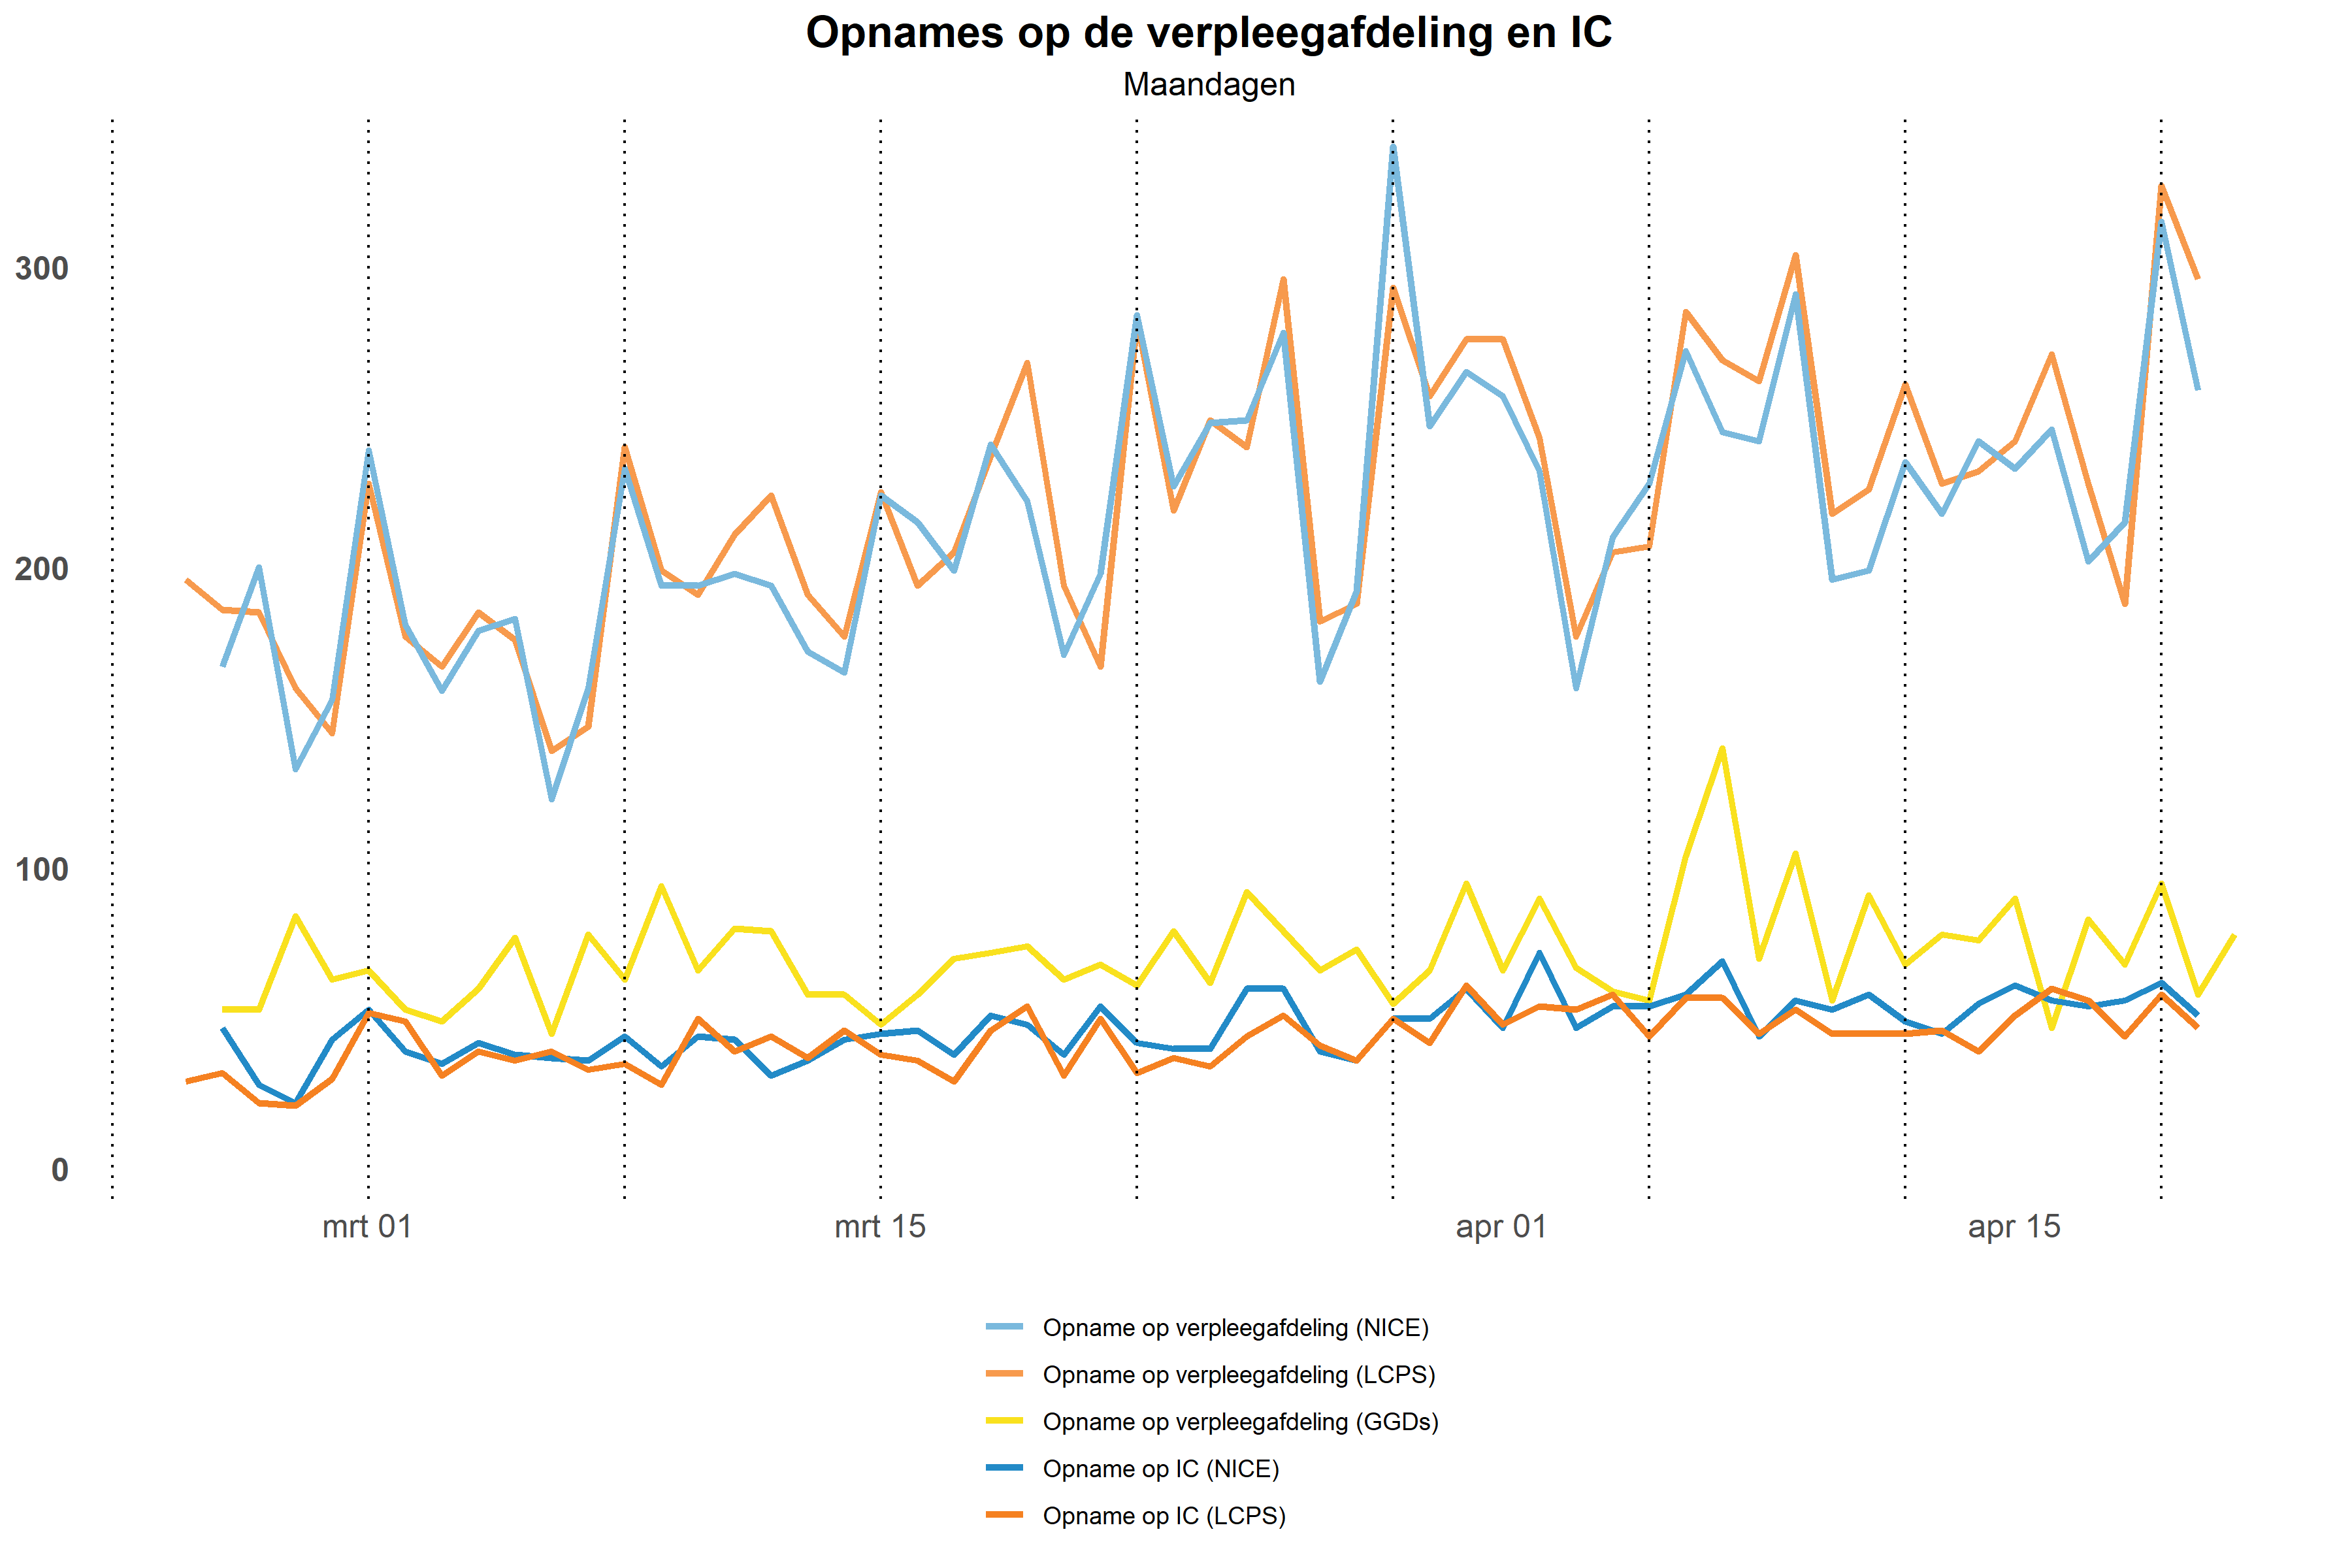 Opnames op de verpleegafdeling en IC
Maandagen
300
200
100
0
mrt 01 mrt 15 apr 01 apr 15
Opname op verpleegafdeling (NICE)
Opname op verpleegafdeling (LCPS)
Opname op verpleegafdeling (GGDs)
Opname op IC (NICE)
Opname op IC (LCPS)